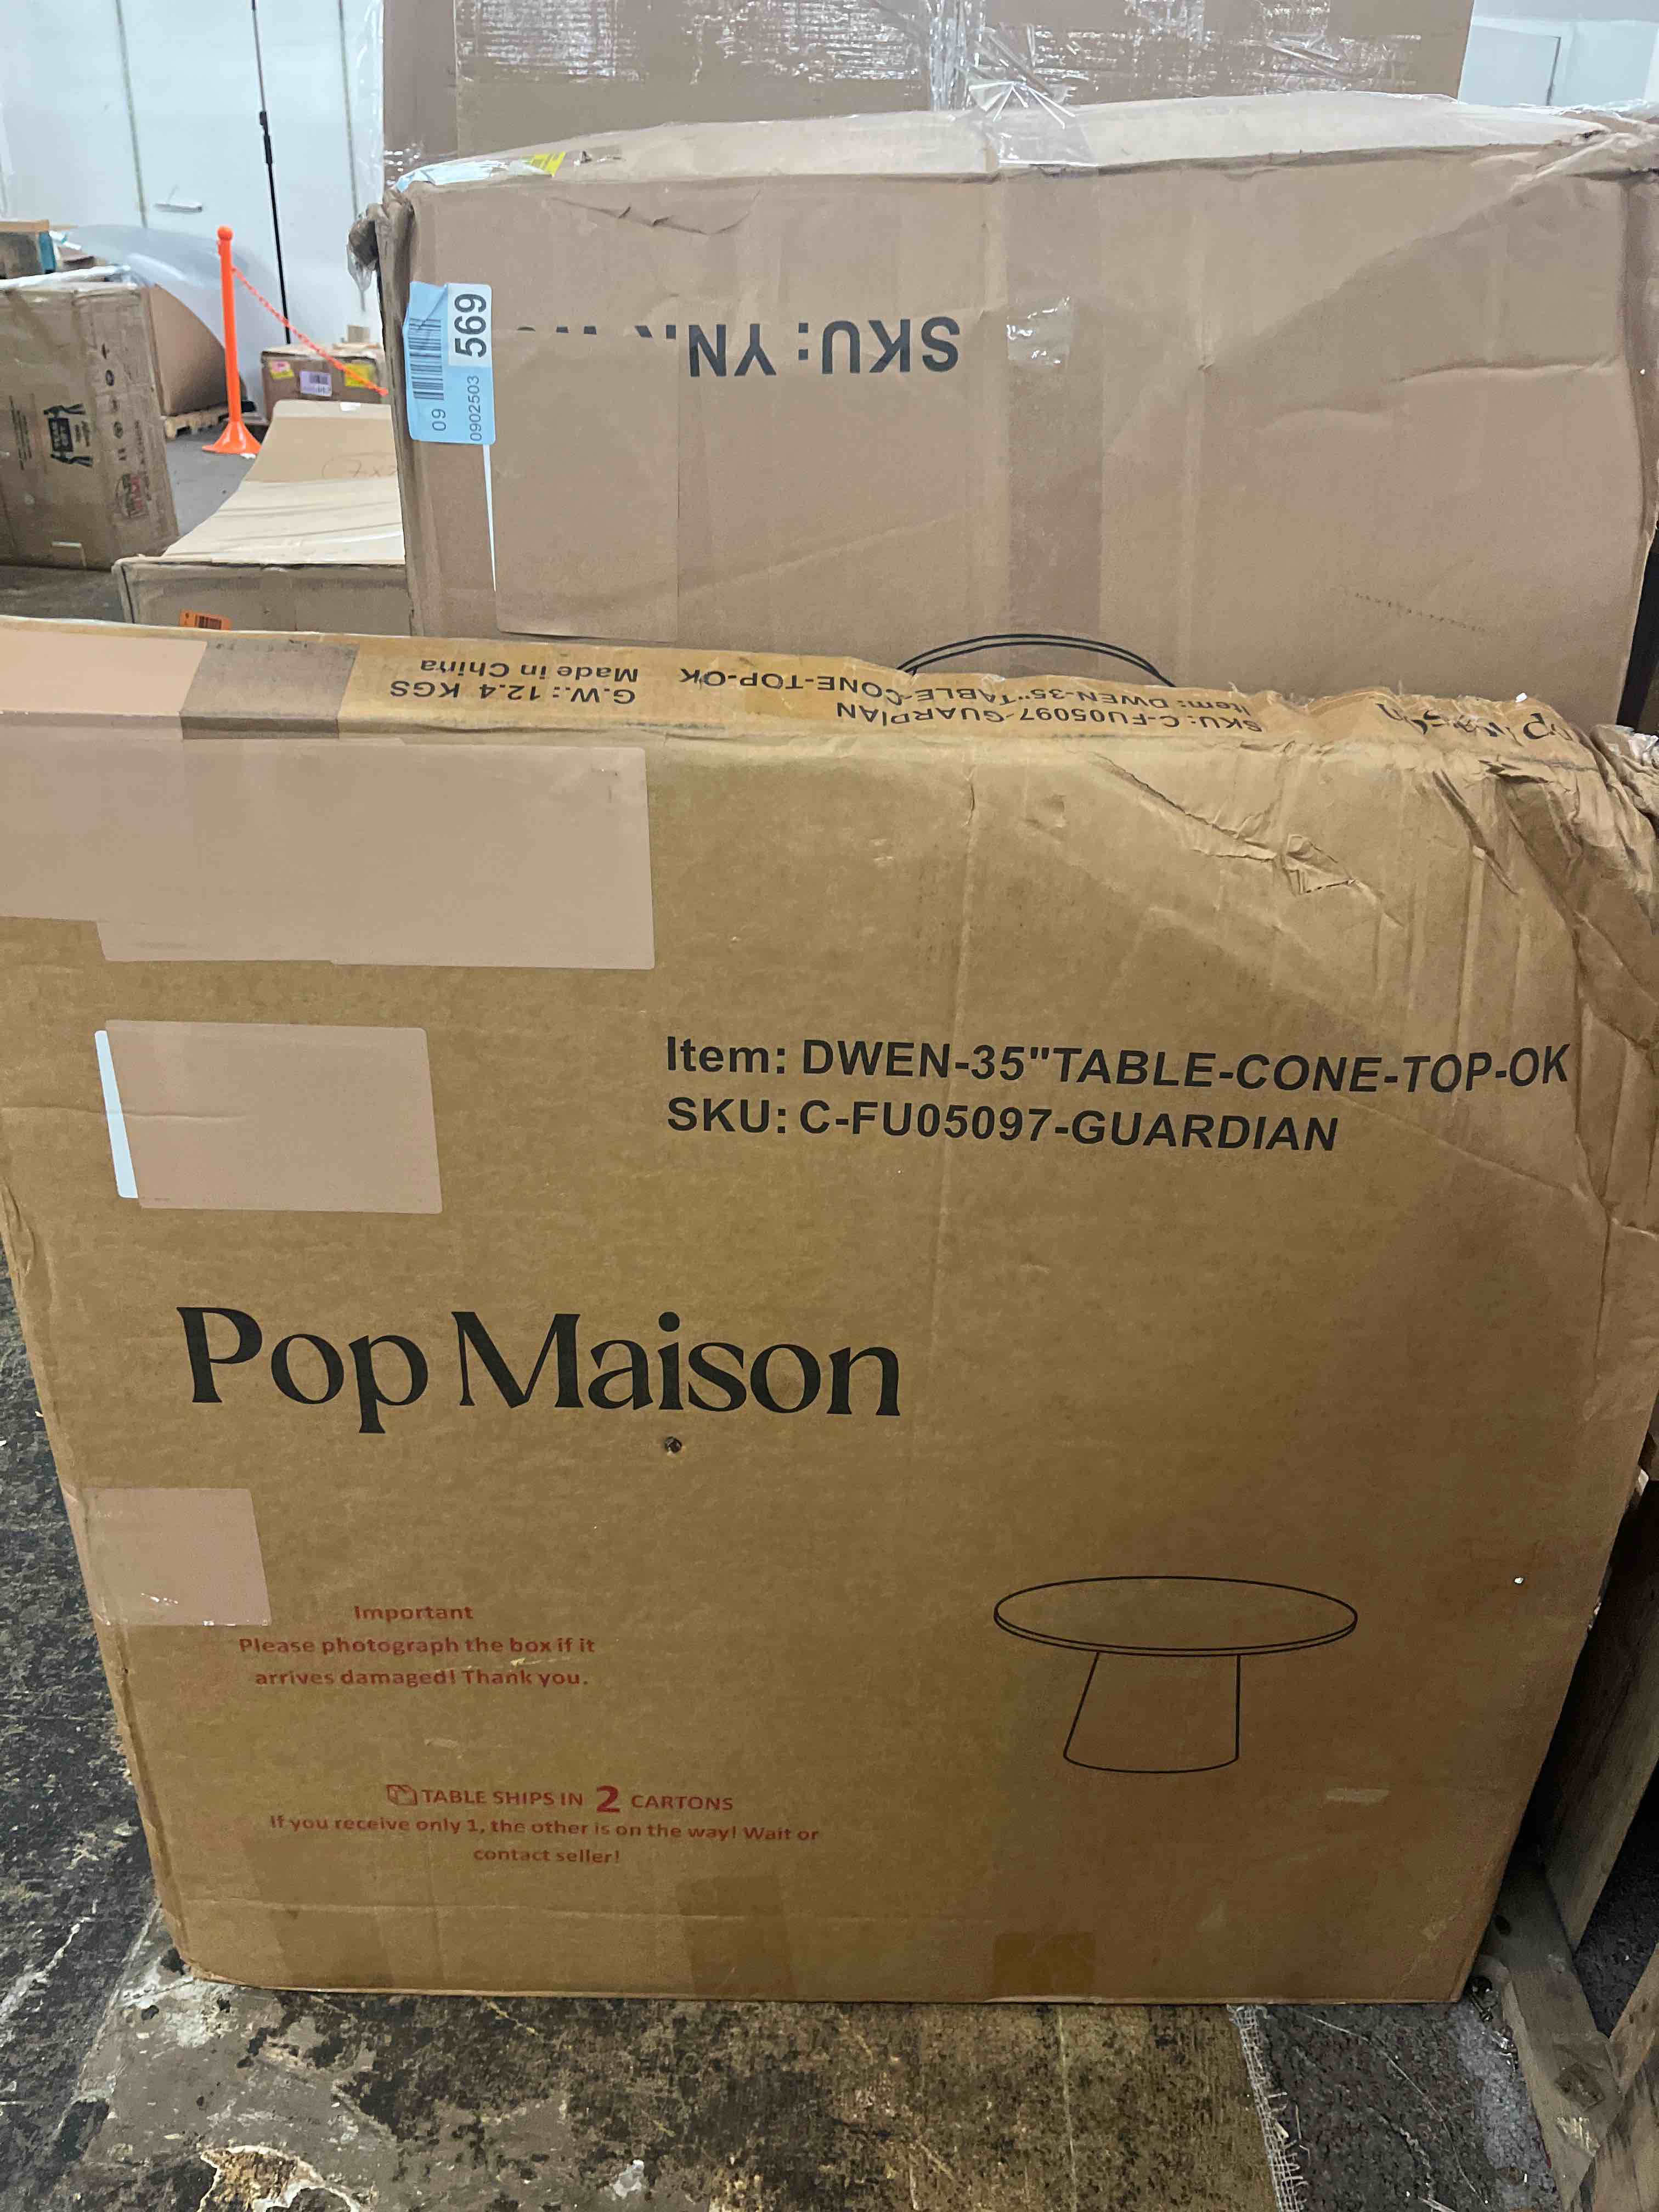 SKU: YN
09
0902503
569
G.W.: 12.4 KGS
Made in China
SKU: C-FU05097-GUARDIAN
Item: DWEN-35"TABLE-CONE-TOP-OK
Item: DWEN-35"TABLE-CONE-TOP-OK
SKU: C-FU05097-GUARDIAN
Pop Maison
Important
Please photograph the box if it
arrives damaged! Thank you.
TABLE SHIPS IN 2 CARTONS
If you receive only 1, the other is on the way! Wait or
contact seller!